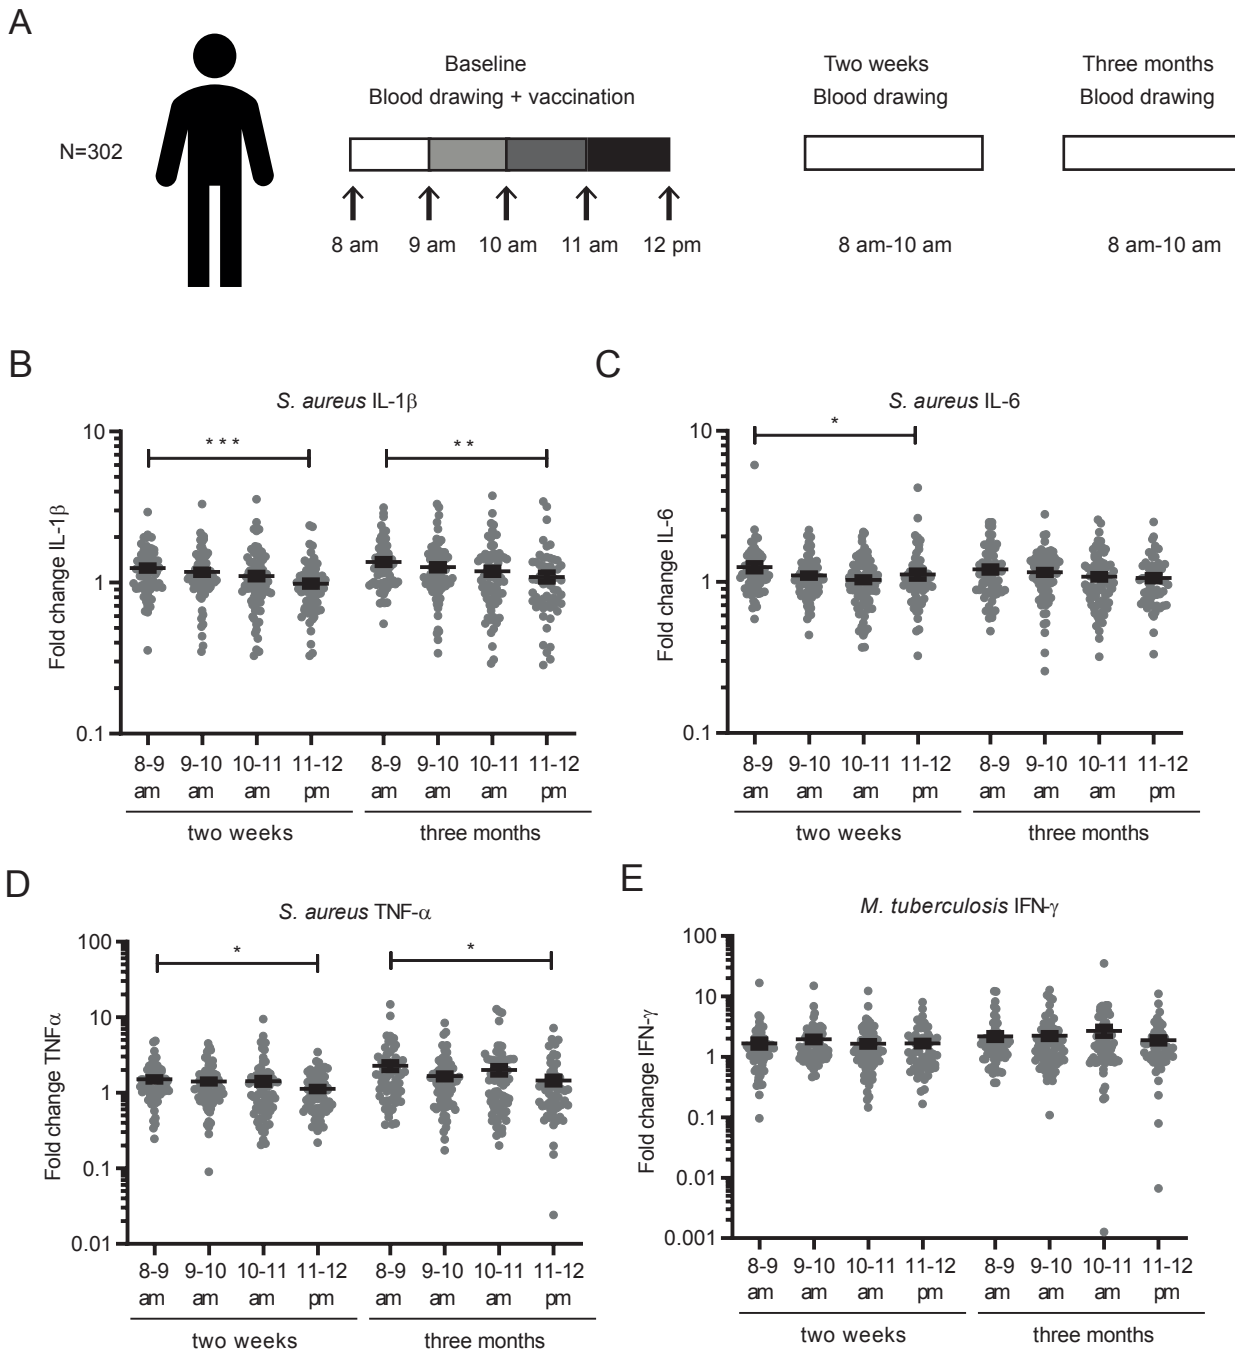 A
Baseline
Blood drawing + vaccination
Two weeks
Blood drawing
Three months
Blood drawing
N=302
8 am 9 am 10 am 11 am 12 pm
8 am-10 am
8 am-10 am
B
S. aureus IL-1β
* * *
* *
Fold change IL-1β
10
1
0.1
8-9 9-10 10-11 11-12 8-9 9-10 10-11 11-12
am am am pm am am am pm
two weeks three months
C
S. aureus IL-6
*
Fold change IL-6
10
1
0.1
8-9 9-10 10-11 11-12 8-9 9-10 10-11 11-12
am am am pm am am am pm
two weeks three months
D
S. aureus TNF-α
*
*
Fold change TNFα
100
10
1
0.1
0.01
8-9 9-10 10-11 11-12 8-9 9-10 10-11 11-12
am am am pm am am am pm
two weeks three months
E
M. tuberculosis IFN-γ
Fold change IFN-γ
100
10
1
0.1
0.01
0.001
8-9 9-10 10-11 11-12 8-9 9-10 10-11 11-12
am am am pm am am am pm
two weeks three months